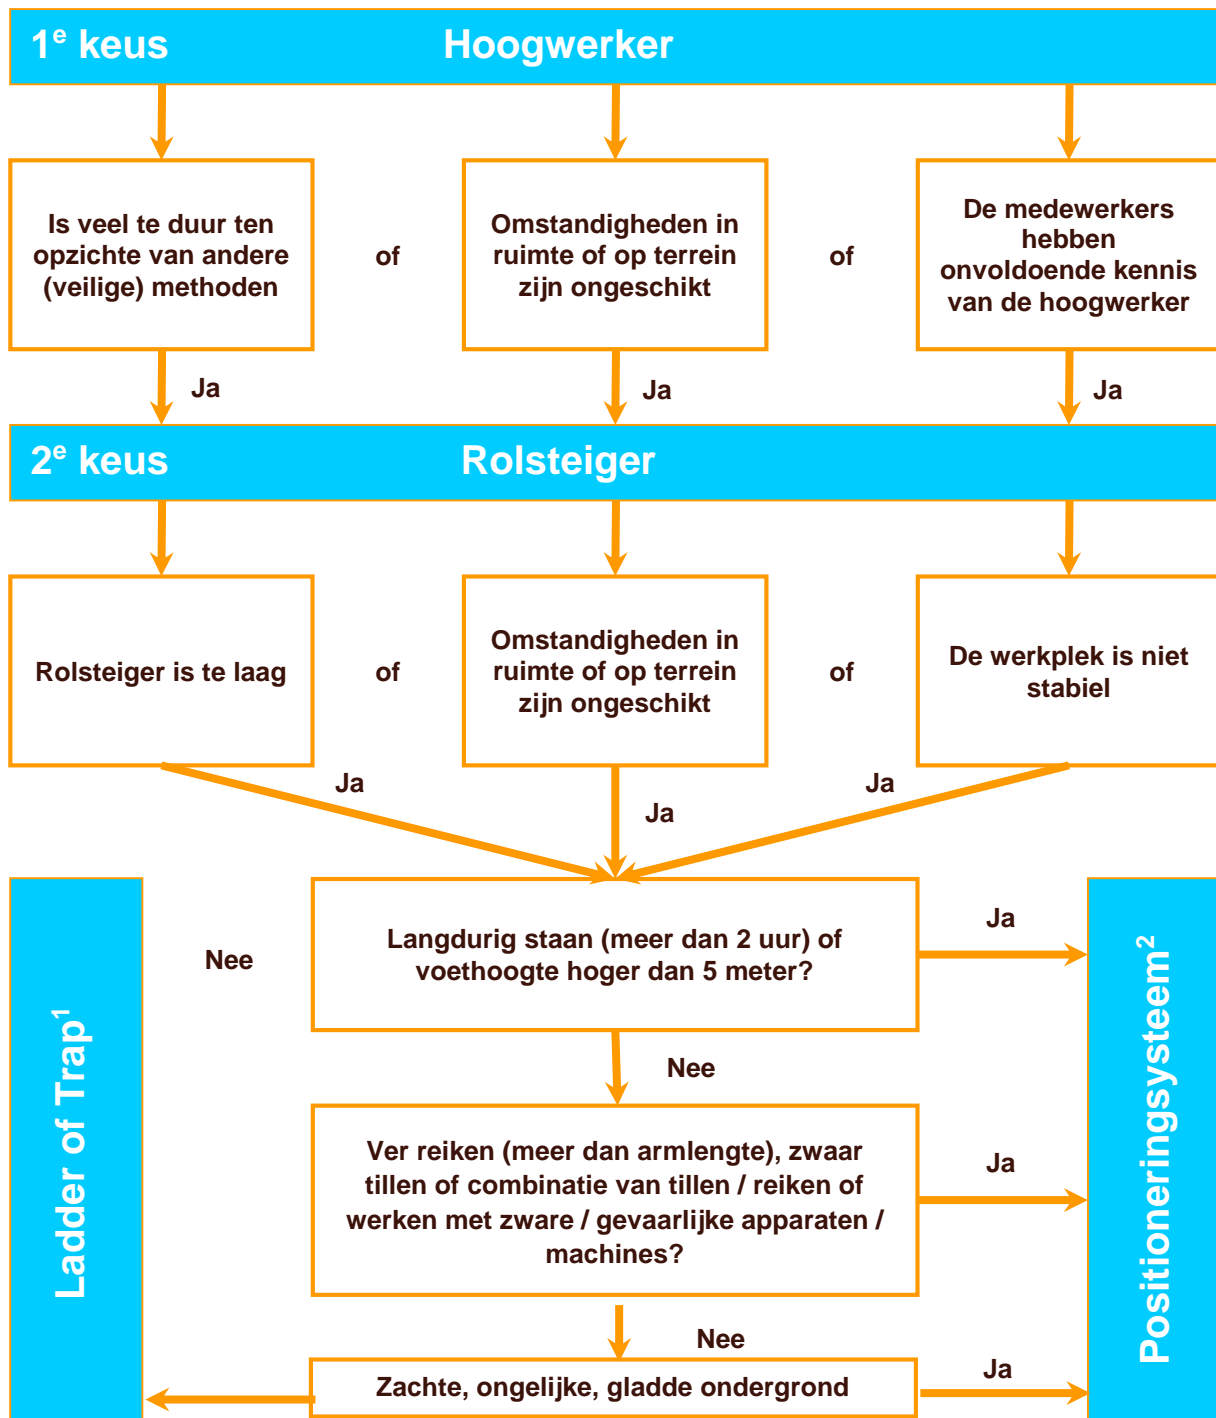 1e keus Hoogwerker
Is veel te duur ten
opzichte van andere
(veilige) methoden
of
Omstandigheden in
ruimte of op terrein
zijn ongeschikt
of
De medewerkers
hebben
onvoldoende kennis
van de hoogwerker
Ja
Ja
Ja
2e keus Rolsteiger
Rolsteiger is te laag
of
Omstandigheden in
ruimte of op terrein
zijn ongeschikt
of
De werkplek is niet
stabiel
Ja
Ja
Ja
Ladder of Trap1
Nee
Langdurig staan (meer dan 2 uur) of
voethoogte hoger dan 5 meter?
Ja
Positioneringsysteem2
Nee
Ver reiken (meer dan armlengte), zwaar
tillen of combinatie van tillen / reiken of
werken met zware / gevaarlijke apparaten /
machines?
Ja
Nee
Zachte, ongelijke, gladde ondergrond
Ja